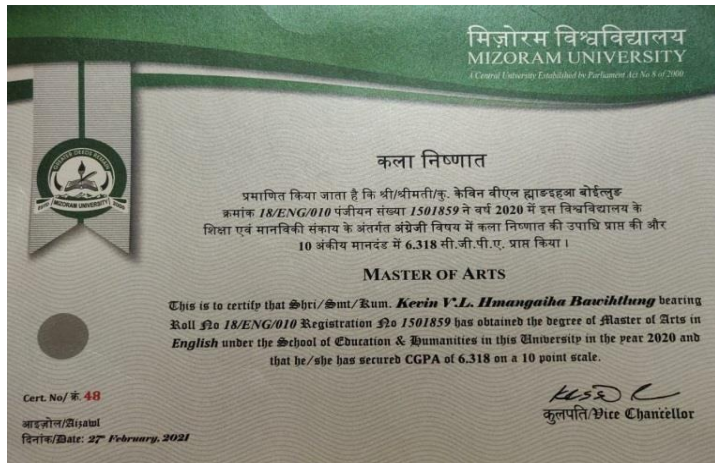 मिज़ोरम विश्वविद्यालय
MIZORAM UNIVERSITY
A Central University Established by Parliament Act No 8 of 2000
MIZORAM UNIVERSITY
कला निष्णात
प्रमाणित किया जाता है कि श्री/श्रीमती/कु. केविन वीएल ह्माङइहआ बोईत्लुङ
क्रमांक 18/ENG/010 पंजीयन संख्या 1501859 ने वर्ष 2020 में इस विश्वविद्यालय के
शिक्षा एवं मानविकी संकाय के अंतर्गत अंग्रेजी विषय में कला निष्णात की उपाधि प्राप्त की और
10 अंकीय मानदंड में 6.318 सी.जी.पी.ए. प्राप्त किया ।
MASTER OF ARTS
This is to certify that Shri/Smt/Kum. Kevin V.L. Hmangaiha Bawihtlung bearing
Roll No 18/ENG/010 Registration No 1501859 has obtained the degree of Master of Arts in
English under the School of Education & Humanities in this University in the year 2020 and
that he/she has secured CGPA of 6.318 on a 10 point scale.
Cert. No/ क्रं. 48
आइज़ोल/Aizawl
दिनांक/Date: 27th February, 2021
कुलपति/Vice Chancellor